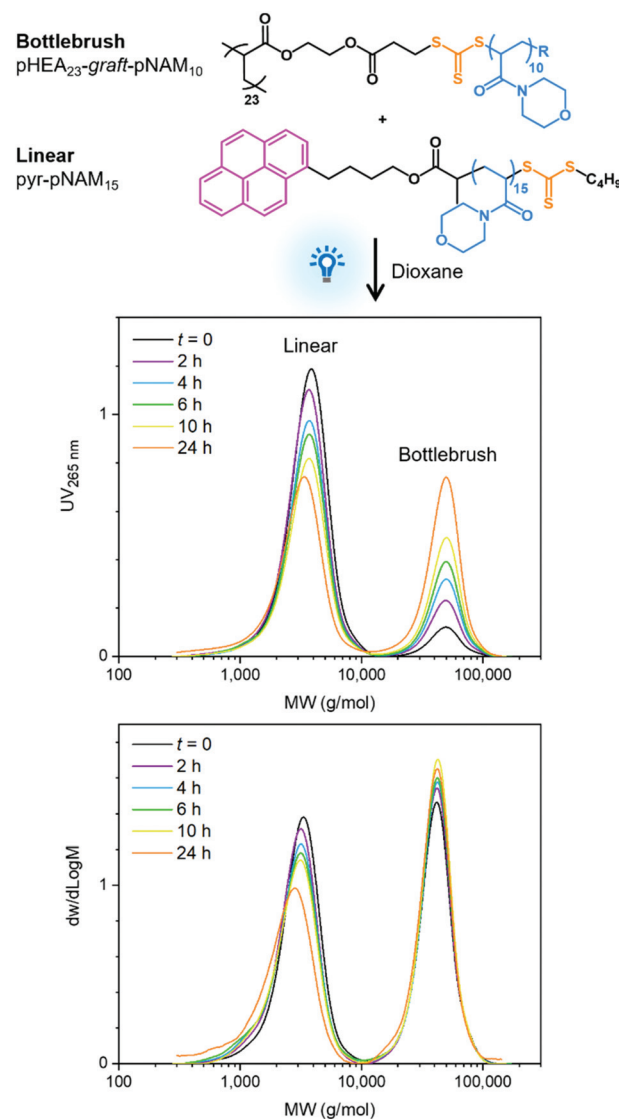 Bottlebrush
pHEA₂₃-graft-pNAM₁₀
O
O
O
O
S
S
S
R
10
23
O
N
O
+
Linear
pyr-pNAM₁₅
O
O
15
S
S
C₄H₉
S
N
O
O
Dioxane
t = 0
2 h
4 h
6 h
10 h
24 h
Linear
Bottlebrush
UV₂₆₅ ₙₘ
1
0
100
1,000
10,000
100,000
MW (g/mol)
t = 0
2 h
4 h
6 h
10 h
24 h
dw/dLogM
1
0
100
1,000
10,000
100,000
MW (g/mol)